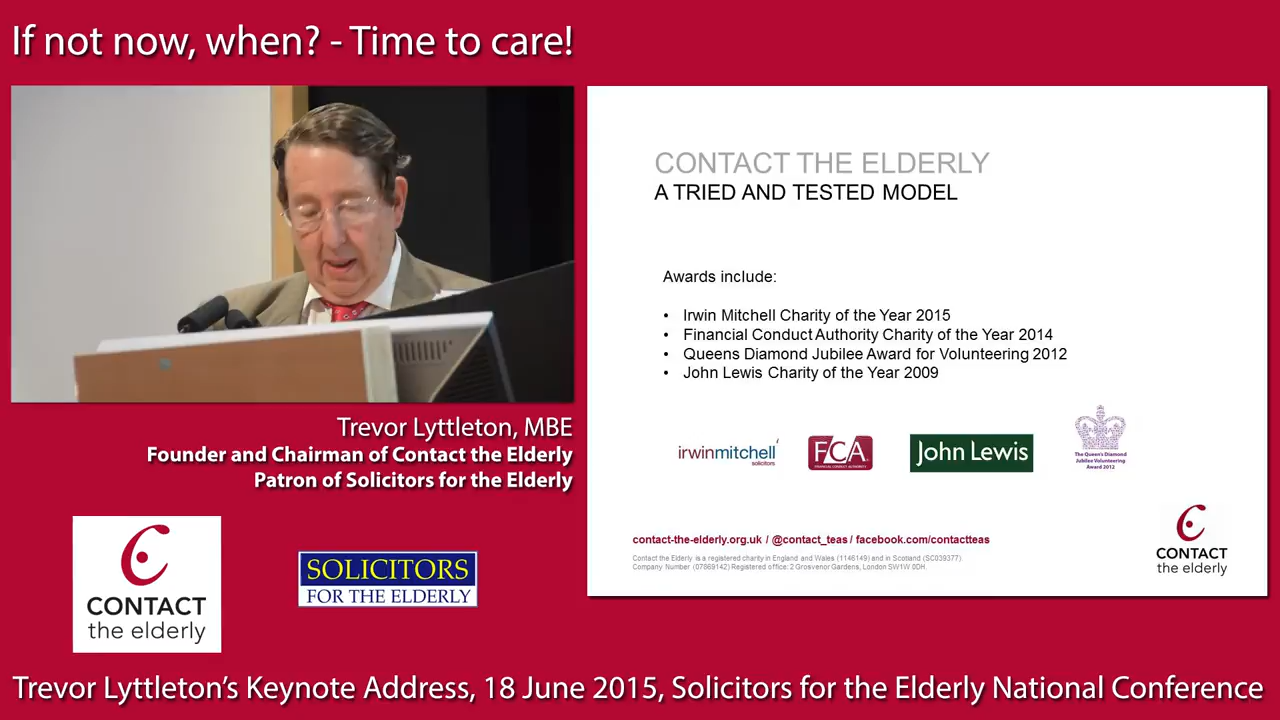 If not now, when? - Time to care!
CONTACT THE ELDERLY
A TRIED AND TESTED MODEL
Awards include:
• Irwin Mitchell Charity of the Year 2015
• Financial Conduct Authority Charity of the Year 2014
• Queens Diamond Jubilee Award for Volunteering 2012
• John Lewis Charity of the Year 2009
irwinmitchell
solicitors
FCA
FINANCIAL CONDUCT AUTHORITY
John Lewis
The Queen's Diamond
Jubilee Volunteering
Award 2012
contact-the-elderly.org.uk / @contact_teas / facebook.com/contactteas
Contact the Elderly is a registered charity in England and Wales (1146149) and in Scotland (SC039377).
Company Number (07869142) Registered office: 2 Grosvenor Gardens, London SW1W 0DH.
CONTACT
the elderly
Trevor Lyttleton, MBE
Founder and Chairman of Contact the Elderly
Patron of Solicitors for the Elderly
CONTACT
the elderly
SOLICITORS
FOR THE ELDERLY
Trevor Lyttleton's Keynote Address, 18 June 2015, Solicitors for the Elderly National Conference